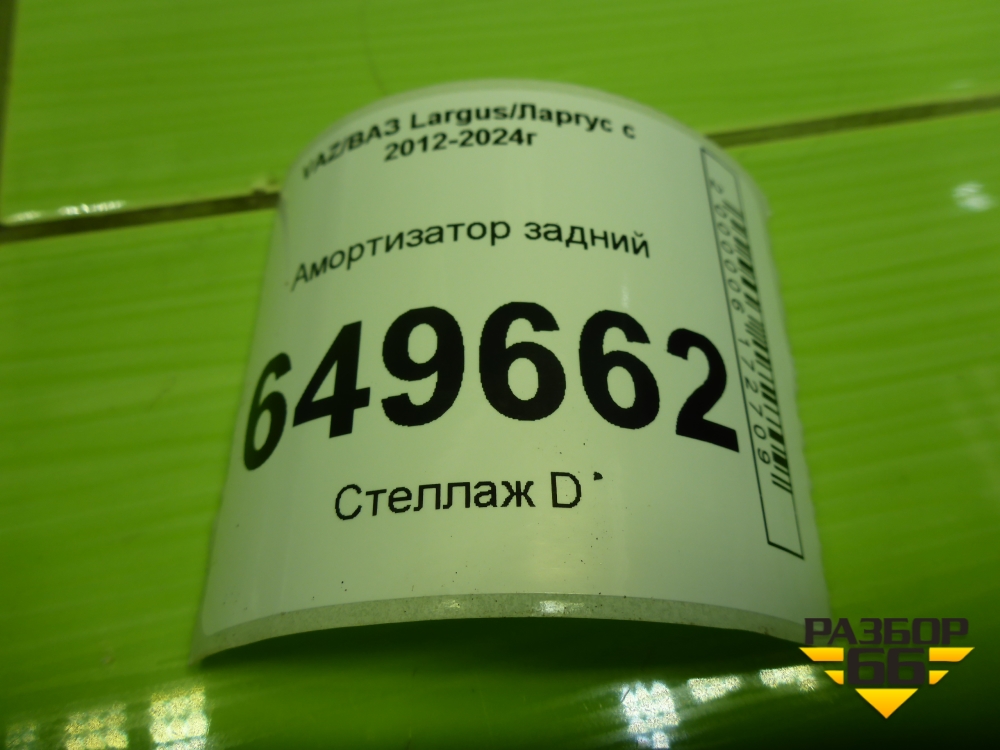 VAZ/ВАЗ Largus/Ларгус с
2012-2024г
Амортизатор задний
649662
Стеллаж D
2000006172709
РАЗБОР
66